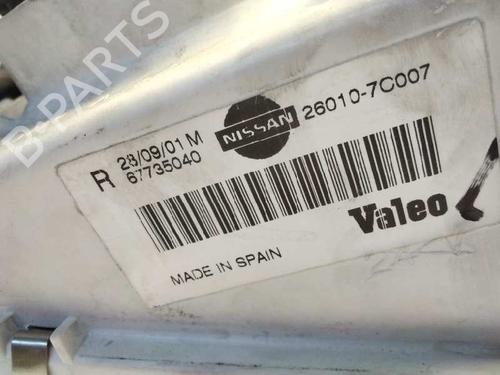 B PARTS
R 28/09/01 M NISSAN 26010-7C007
67735040
Valeo
MADE IN SPAIN